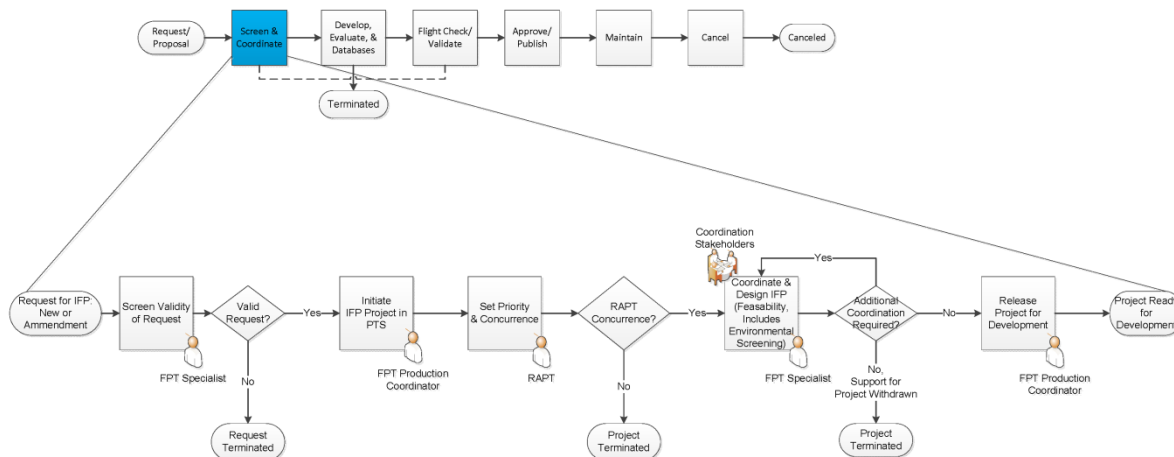 Request/
Proposal
Screen &
Coordinate
Develop,
Evaluate, &
Databases
Flight Check/
Validate
Approve/
Publish
Maintain
Cancel
Canceled
Terminated
Request for IFP:
New or
Ammendment
Screen Validity
of Request
FPT Specialist
Valid
Request?
Yes
No
Request
Terminated
Initiate
IFP Project in
PTS
FPT Production
Coordinator
Set Priority
& Concurrence
RAPT
RAPT
Concurrence?
Yes
No
Project
Terminated
Coordination
Stakeholders
Coordinate
& Design IFP
(Feasability,
Includes
Environmental
Screening)
FPT Specialist
Yes
Additional
Coordination
Required?
No
No,
Support for
Project Withdrawn
Project
Terminated
Release
Project for
Development
FPT Production
Coordinator
Project Ready
for
Development